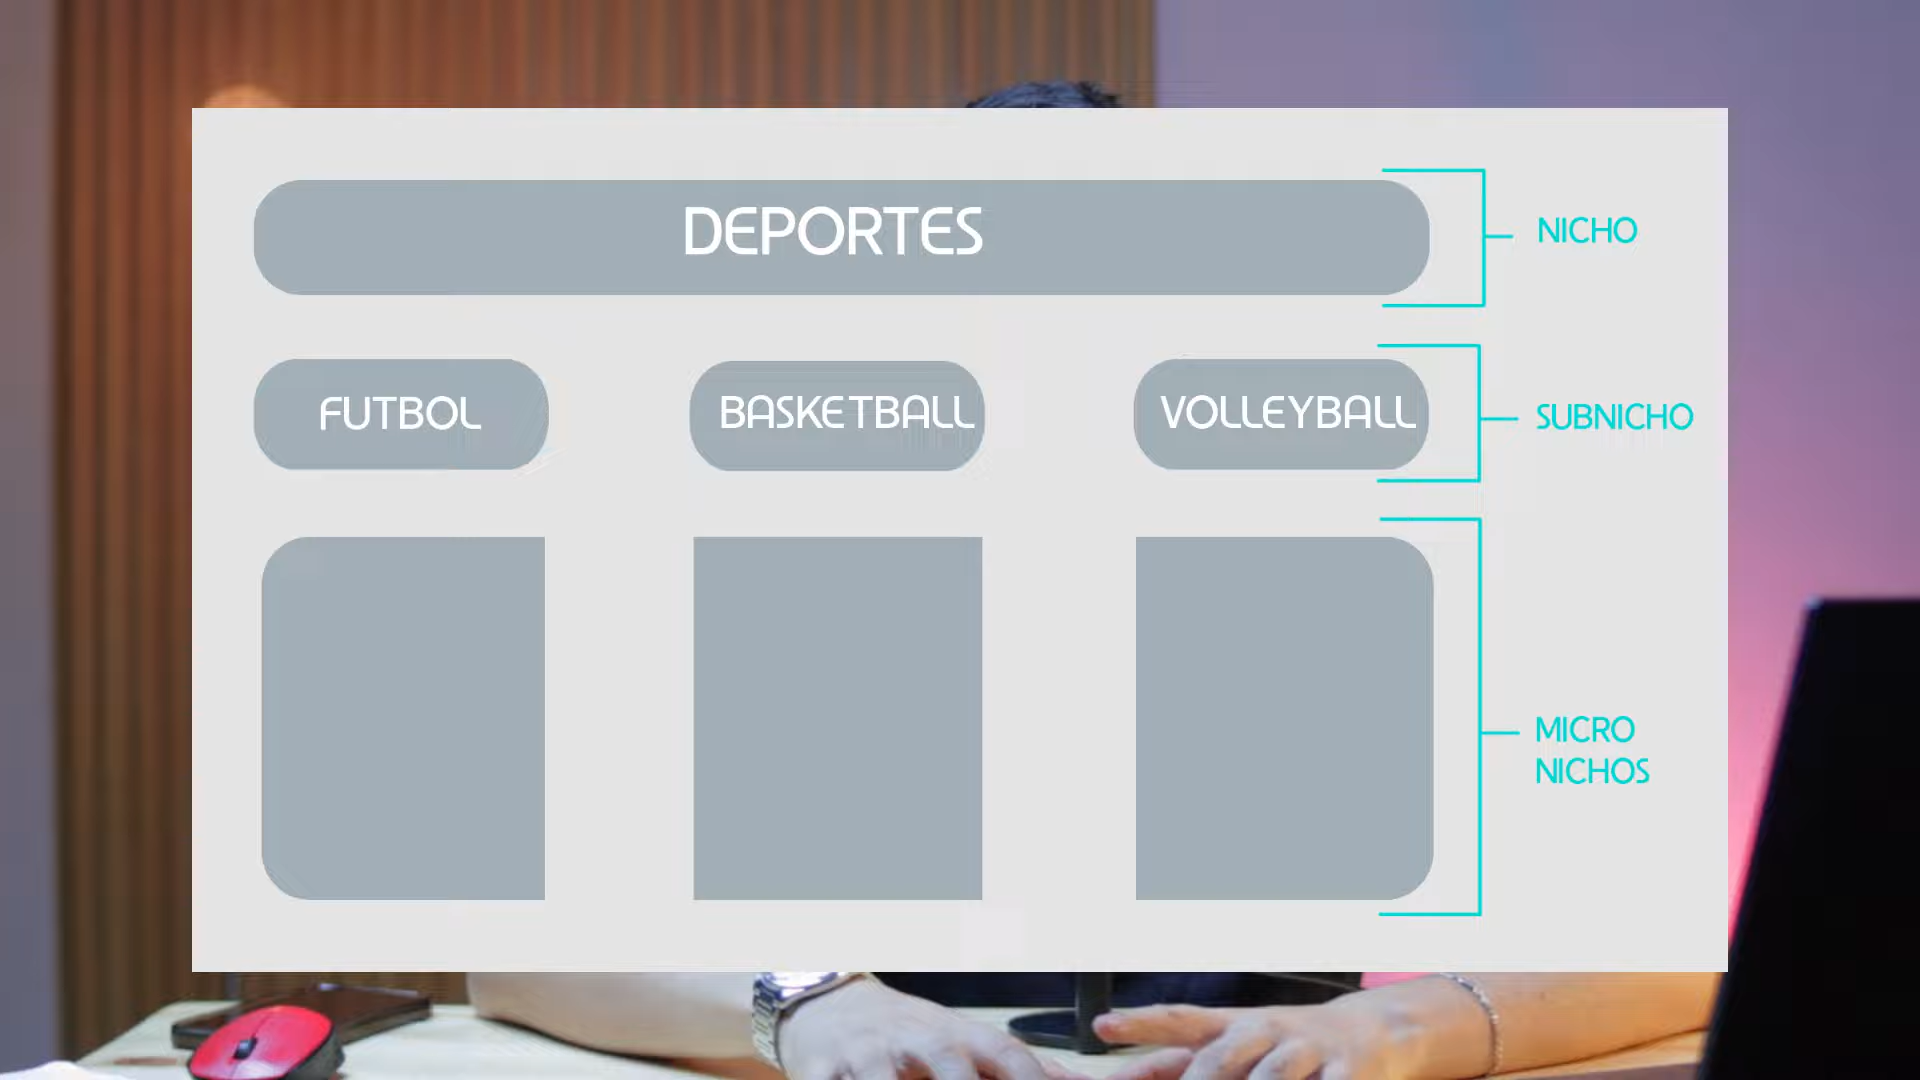 DEPORTES
NICHO
FUTBOL
BASKETBALL
VOLLEYBALL
SUBNICHO
MICRO
NICHOS